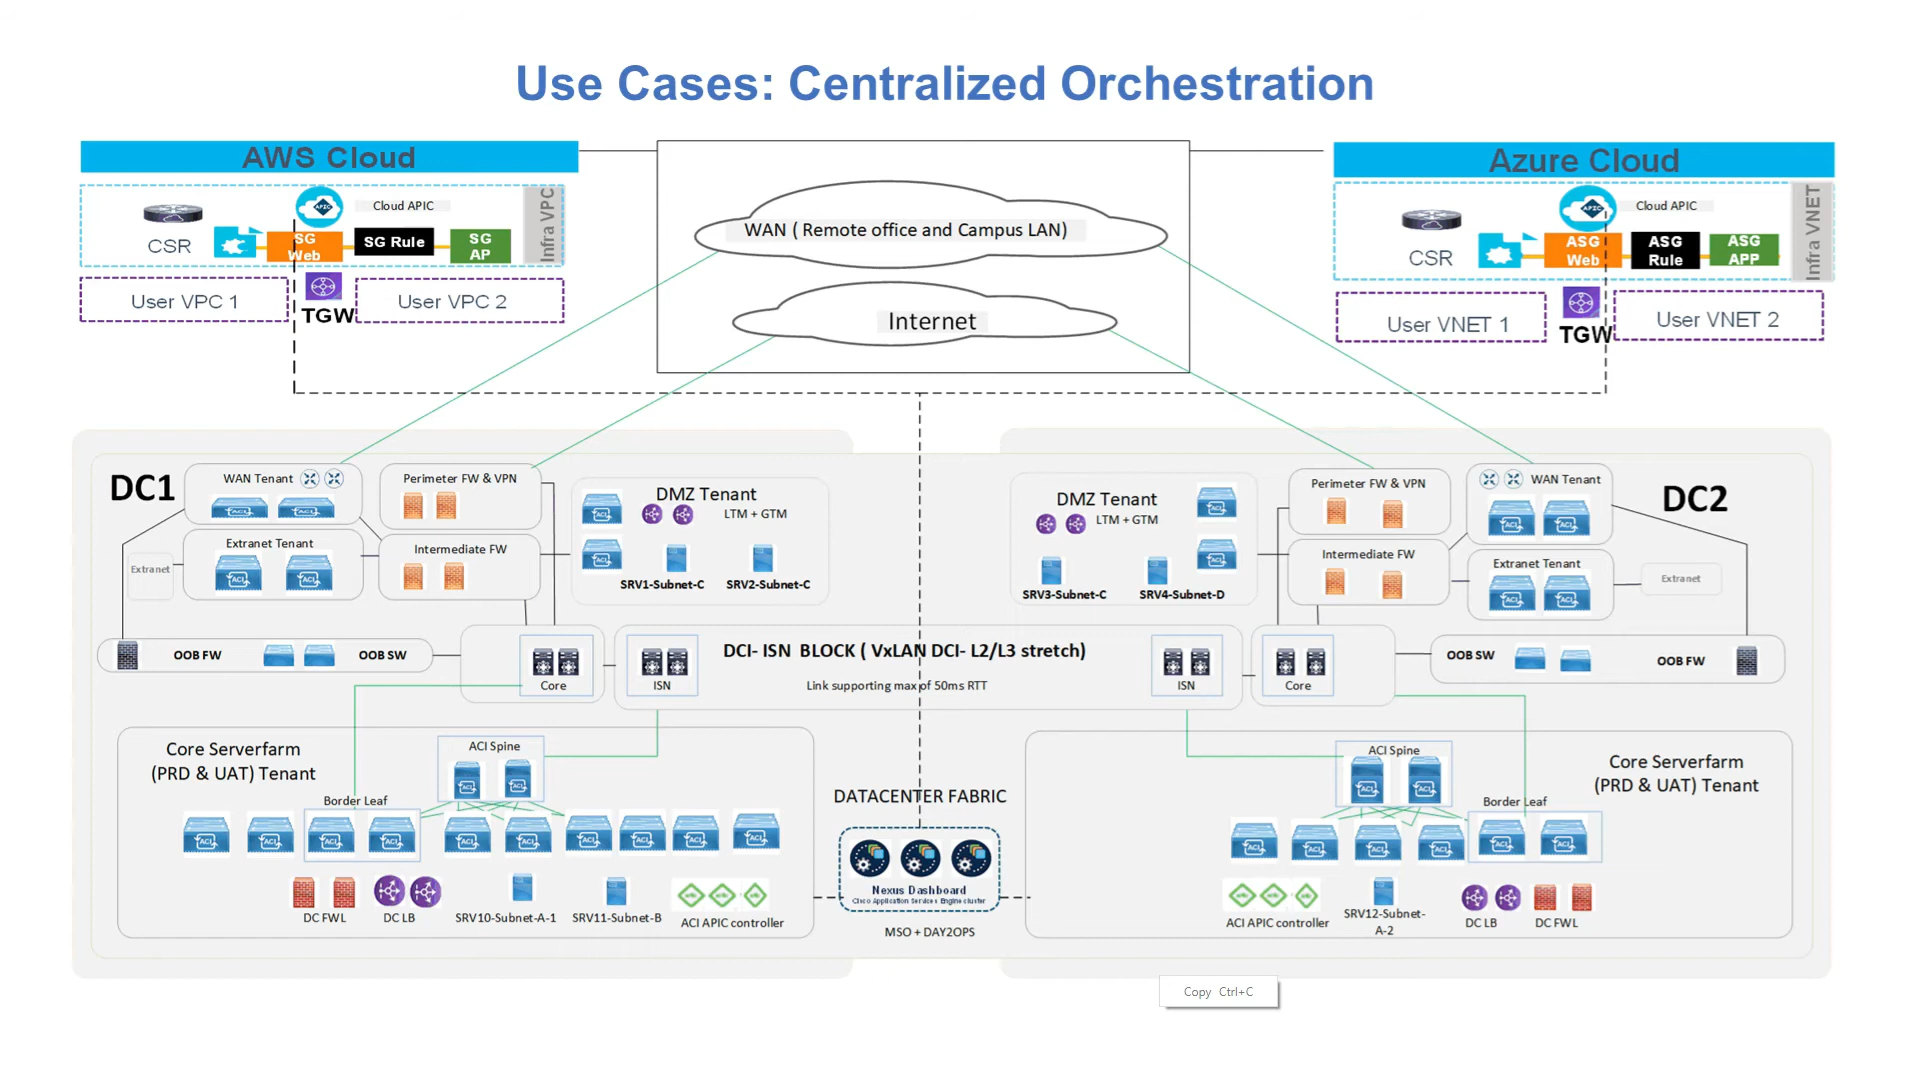 Use Cases: Centralized Orchestration
AWS Cloud
Cloud APIC
CSR
SG
Web
SG Rule
SG
AP
Infra VPC
User VPC 1
TGW
User VPC 2
WAN ( Remote office and Campus LAN)
Internet
Azure Cloud
Cloud APIC
CSR
ASG
Web
ASG
Rule
ASG
APP
Infra VNET
User VNET 1
TGW
User VNET 2
DC1
WAN Tenant
Perimeter FW & VPN
Extranet Tenant
Intermediate FW
Extranet
DMZ Tenant
LTM + GTM
SRV1-Subnet-C
SRV2-Subnet-C
OOB FW
OOB SW
Core
ISN
DCI- ISN BLOCK ( VxLAN DCI- L2/L3 stretch)
Link supporting max of 50ms RTT
ISN
Core
DC2
DMZ Tenant
LTM + GTM
SRV3-Subnet-C
SRV4-Subnet-D
Perimeter FW & VPN
WAN Tenant
Intermediate FW
Extranet Tenant
Extranet
OOB SW
OOB FW
Core Serverfarm
(PRD & UAT) Tenant
ACI Spine
Border Leaf
DC FWL
DC LB
SRV10-Subnet-A-1
SRV11-Subnet-B
ACI APIC controller
DATACENTER FABRIC
Nexus Dashboard
Cisco Application Services Engine cluster
MSO + DAY2OPS
ACI Spine
Core Serverfarm
(PRD & UAT) Tenant
Border Leaf
ACI APIC controller
SRV12-Subnet-
A-2
DC LB
DC FWL
Copy Ctrl+C